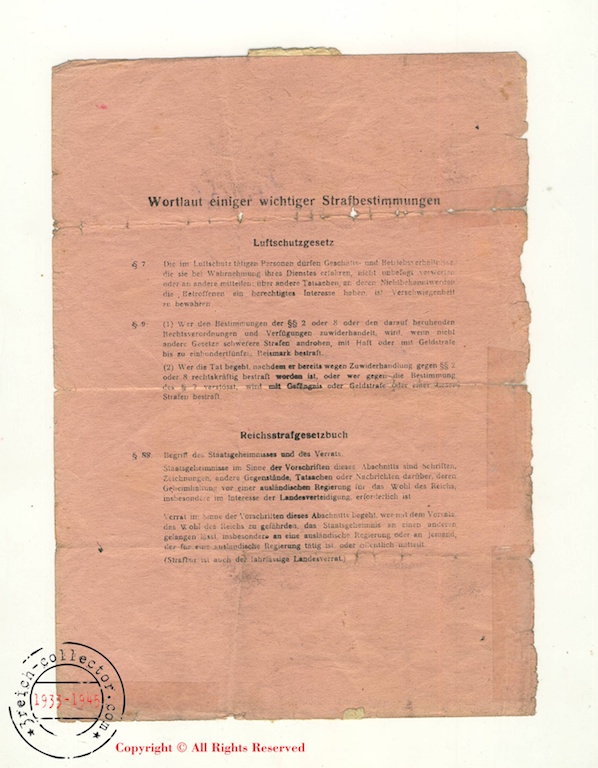 Wortlaut einiger wichtiger Strafbestimmungen
Luftschutzgesetz
§ 7 Die im Luftschutz tätigen Personen dürfen Geschäfts- und
die sie bei Wahrnehmung ihres Dienstes erfahren, nicht unbefugt verwerten
oder an andere mitteilen; über andere Tatsachen, an deren Nichtbekanntwerden
die Betroffenen ein berechtigtes Interesse haben, ist Verschwiegenheit
zu bewahren.
§ 9 (1) Wer den Bestimmungen der §§ 2 oder 8 oder den darauf beruhenden
Rechtsverordnungen und Verfügungen zuwiderhandelt, wird, wenn nicht
andere Gesetze schwerere Strafen androhen, mit Haft oder mit Geldstrafe
bis zu einhundertfünfzig bestraft.
(2) Wer die Tat begeht, nachdem er bereits wegen Zuwiderhandlung gegen §§ 2
oder 8 rechtskräftig bestraft worden ist, oder wer gegen die Bestimmung
des § 7 verstösst, wird mit Gefängnis oder Geldstrafe oder einer dieser
Strafen bestraft.
Reichsstrafgesetzbuch
§ 88 Begriff des Staatsgeheimnisses und des Verrats.
Staatsgeheimnisse im Sinne der Vorschriften dieses Abschnitts sind Schriften,
Zeichnungen, andere Gegenstände, Tatsachen oder Nachrichten darüber, deren
Geheimhaltung vor einer ausländischen Regierung für das Wohl des Reichs,
insbesondere im Interesse der Landesverteidigung, erforderlich ist
Verrat im Sinne der Vorschriften dieses Abschnitts begeht, wer mit dem Vorsatz,
das Wohl des Reichs zu gefährden, das Staatsgeheimnis an einen anderen
gelangen lässt, insbesondere an eine ausländische Regierung oder an jemand,
der für eine ausländische Regierung tätig ist, oder öffentlich mitteilt.
(Strafbar ist auch der fahrlässige Landesverrat.)
3reich-collector.com
1933-1945
Copyright © All Rights Reserved